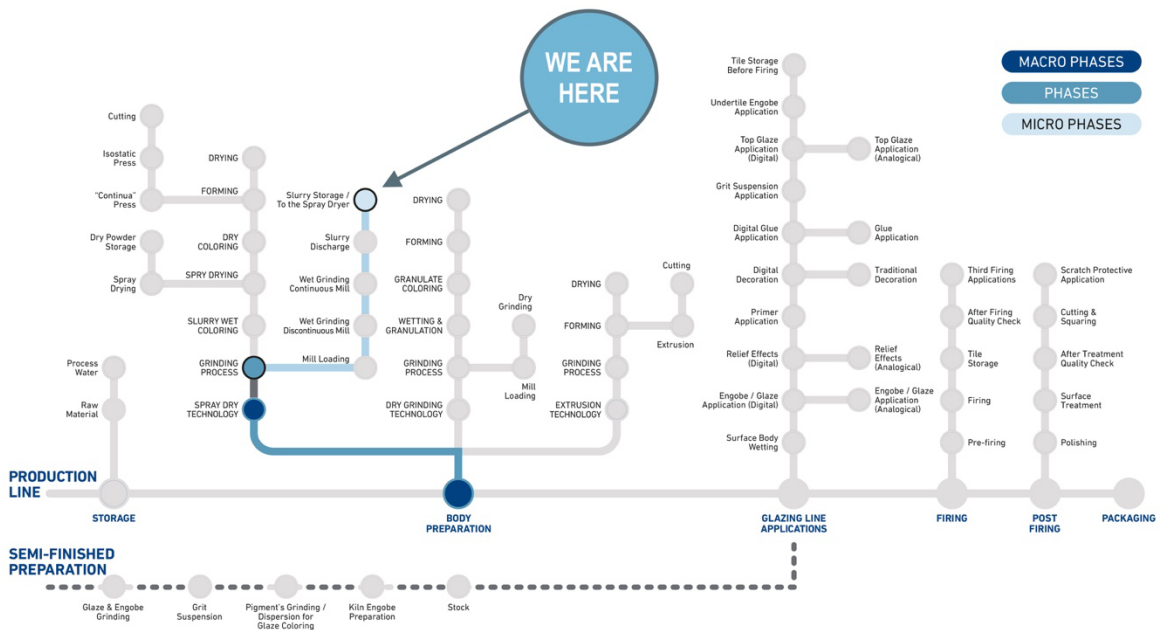 WE ARE
HERE
MACRO PHASES
PHASES
MICRO PHASES
Cutting
Isostatic
Press
"Continua"
Press
Dry Powder
Storage
Spray
Drying
Process
Water
Raw
Material
DRYING
FORMING
DRY
COLORING
SPRY DRYING
SLURRY WET
COLORING
GRINDING
PROCESS
SPRAY DRY
TECHNOLOGY
Slurry Storage /
To the Spray Dryer
Slurry
Discharge
Wet Grinding
Continuous Mill
Wet Grinding
Discontinuous Mill
Mill Loading
DRYING
FORMING
GRANULATE
COLORING
WETTING &
GRANULATION
GRINDING
PROCESS
DRY GRINDING
TECHNOLOGY
Dry
Grinding
Mill
Loading
DRYING
FORMING
GRINDING
PROCESS
EXTRUSION
TECHNOLOGY
Cutting
Extrusion
Tile Storage
Before Firing
Undertile Engobe
Application
Top Glaze
Application
(Digital)
Top Glaze
Application
(Analogical)
Grit Suspension
Application
Digital Glue
Application
Glue
Application
Digital
Decoration
Traditional
Decoration
Primer
Application
Relief Effects
(Digital)
Relief
Effects
(Analogical)
Engobe / Glaze
Application (Digital)
Engobe / Glaze
Application
(Analogical)
Surface Body
Wetting
Third Firing
Applications
After Firing
Quality Check
Tile
Storage
Firing
Pre-firing
Scratch Protective
Application
Cutting &
Squaring
After Treatment
Quality Check
Surface
Treatment
Polishing
PRODUCTION
LINE
STORAGE
BODY
PREPARATION
GLAZING LINE
APPLICATIONS
FIRING
POST
FIRING
PACKAGING
SEMI-FINISHED
PREPARATION
Glaze & Engobe
Grinding
Grit
Suspension
Pigment's Grinding /
Dispersion for
Glaze Coloring
Kiln Engobe
Preparation
Stock